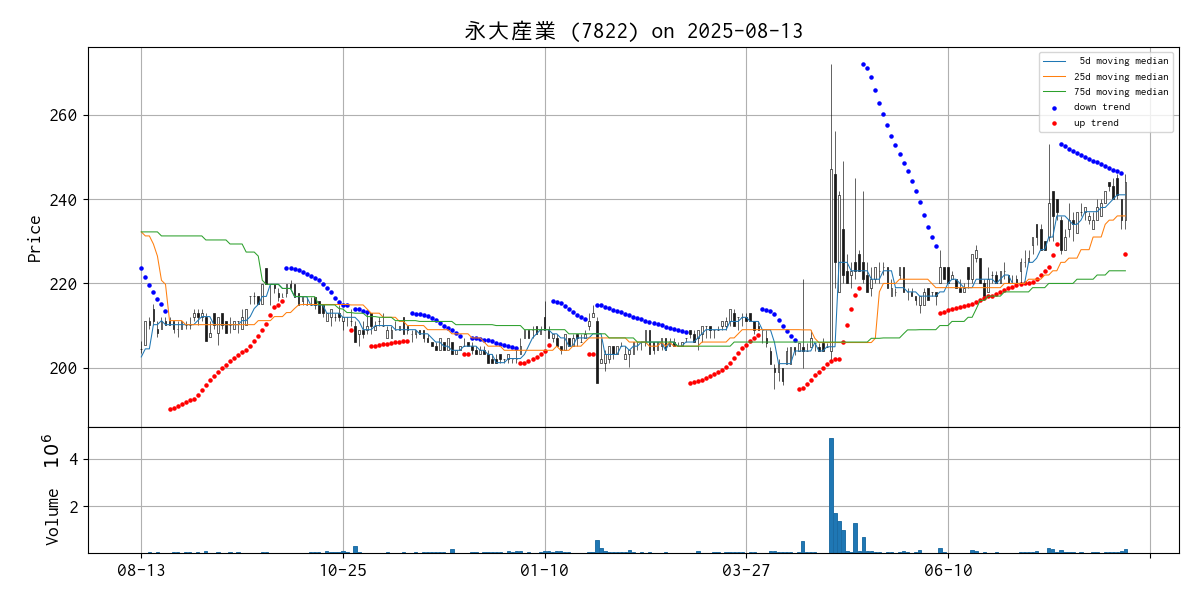 永大産業 (7822) on 2025-08-13
5d moving median
25d moving median
75d moving median
down trend
up trend
Price
260
240
220
200
Volume 10^6
4
2
08-13 10-25 01-10 03-27 06-10